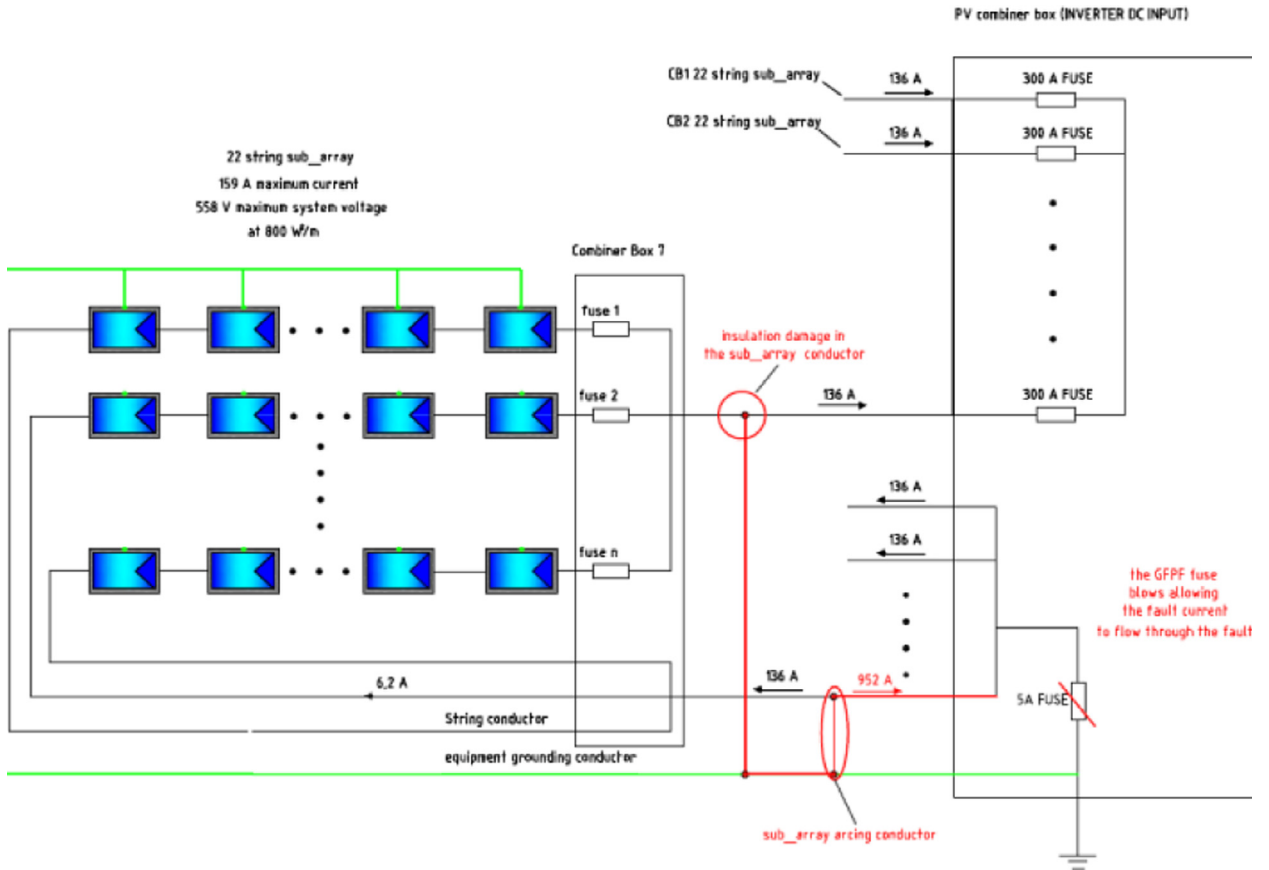 PV combiner box (INVERTER DC INPUT)
CB1 22 string sub_array
136 A
300 A FUSE
CB2 22 string sub_array
136 A
300 A FUSE
22 string sub_array
159 A maximum current
558 V maximum system voltage
at 800 W²/m
Combiner Box 7
fuse 1
insulation damage in
the sub_array conductor
fuse 2
136 A
300 A FUSE
136 A
136 A
fuse n
the GFPF fuse
blows allowing
the fault current
to flow through the fault
6,2 A
136 A
952 A
5A FUSE
String conductor
equipment grounding conductor
sub_array arcing conductor